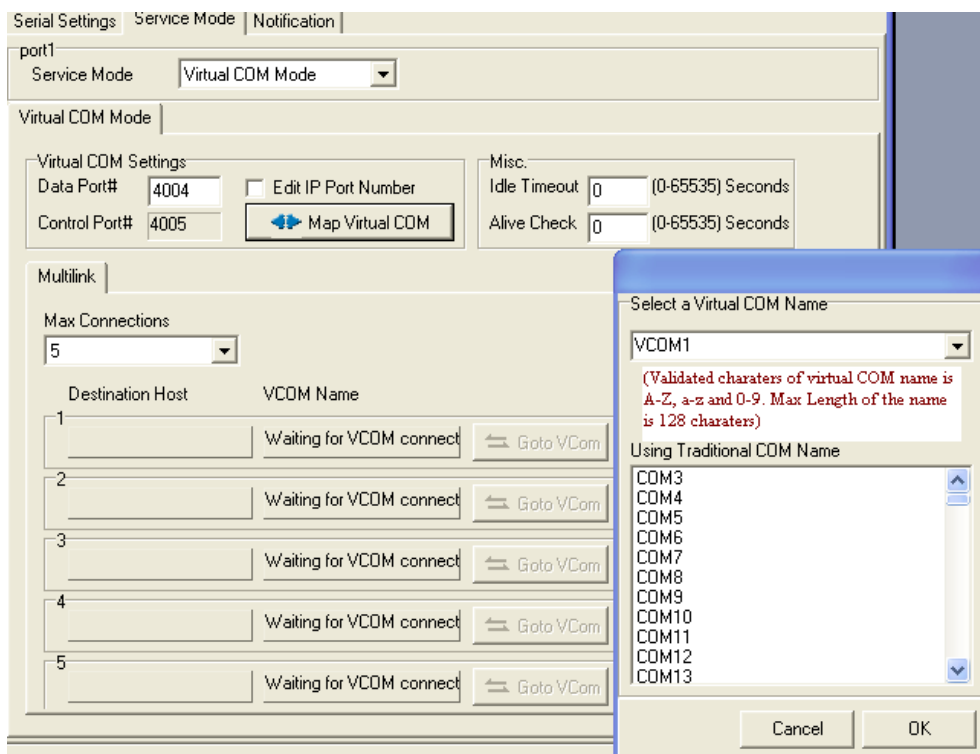 Serial Settings Service Mode Notification
port1
Service Mode Virtual COM Mode
Virtual COM Mode
Virtual COM Settings
Data Port# 4004 Edit IP Port Number
Control Port# 4005 Map Virtual COM
Misc.
Idle Timeout 0 (0-65535) Seconds
Alive Check 0 (0-65535) Seconds
Multilink
Max Connections
5
Destination Host VCOM Name
1
Waiting for VCOM connect Goto VCom
2
Waiting for VCOM connect Goto VCom
3
Waiting for VCOM connect Goto VCom
4
Waiting for VCOM connect Goto VCom
5
Waiting for VCOM connect Goto VCom
Select a Virtual COM Name
VCOM1
(Validated charaters of virtual COM name is
A-Z, a-z and 0-9. Max Length of the name
is 128 charaters)
Using Traditional COM Name
COM3
COM4
COM5
COM6
COM7
COM8
COM9
COM10
COM11
COM12
COM13
Cancel OK